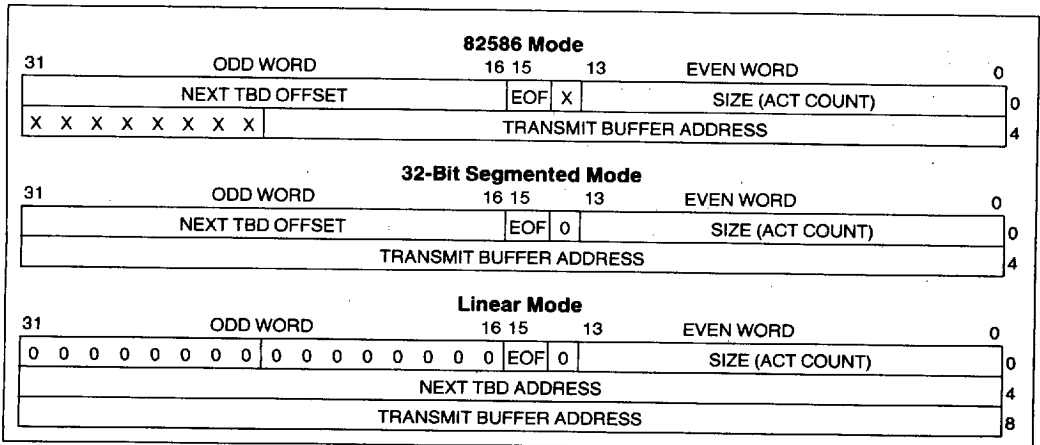 82586 Mode
31 ODD WORD 16 15 13 EVEN WORD 0
NEXT TBD OFFSET EOF X SIZE (ACT COUNT) 0
X X X X X X X X TRANSMIT BUFFER ADDRESS 4
32-Bit Segmented Mode
31 ODD WORD 16 15 13 EVEN WORD 0
NEXT TBD OFFSET EOF 0 SIZE (ACT COUNT) 0
TRANSMIT BUFFER ADDRESS 4
Linear Mode
31 ODD WORD 16 15 13 EVEN WORD 0
0 0 0 0 0 0 0 0 0 0 0 0 0 0 0 0 EOF 0 SIZE (ACT COUNT) 0
NEXT TBD ADDRESS 4
TRANSMIT BUFFER ADDRESS 8